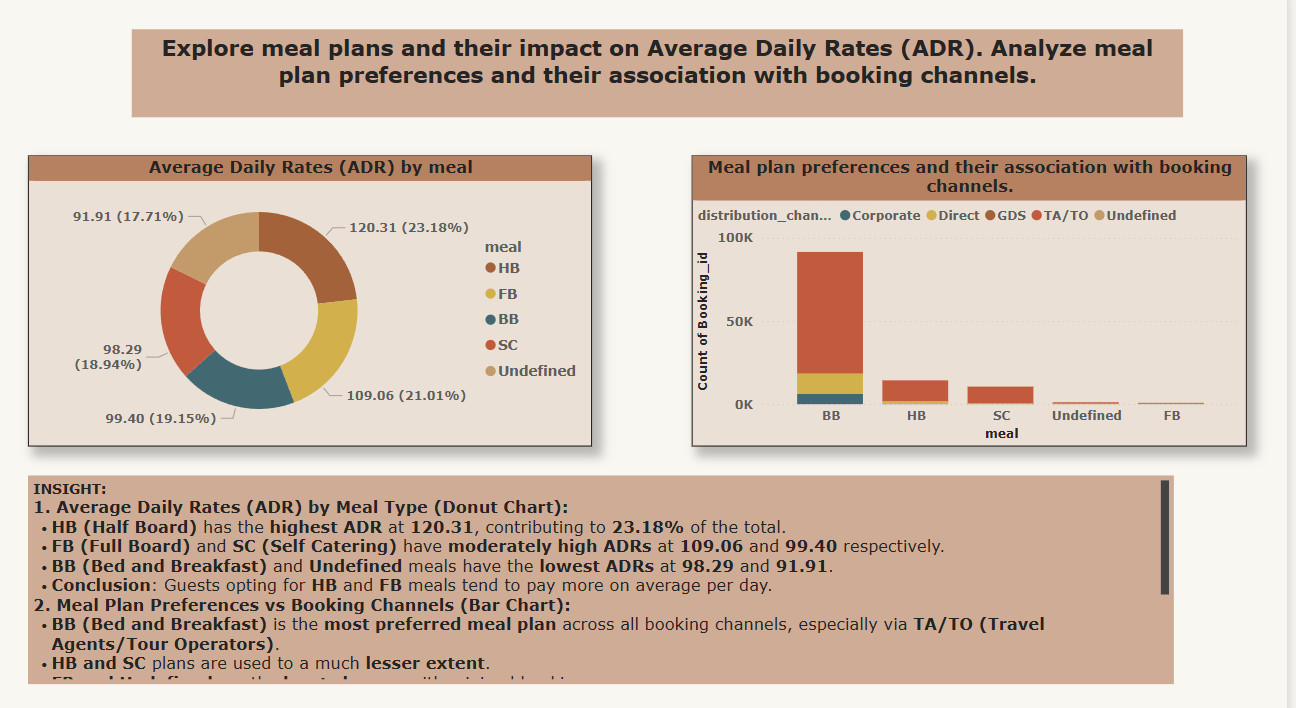 Explore meal plans and their impact on Average Daily Rates (ADR). Analyze meal
plan preferences and their association with booking channels.
Average Daily Rates (ADR) by meal
91.91 (17.71%)
120.31 (23.18%)
98.29
(18.94%)
99.40 (19.15%)
109.06 (21.01%)
meal
HB
FB
BB
SC
Undefined
Meal plan preferences and their association with booking
channels.
distribution_chan... Corporate Direct GDS TA/TO Undefined
Count of Booking_id
100K
50K
0K
BB HB SC Undefined FB
meal
INSIGHT:
1. Average Daily Rates (ADR) by Meal Type (Donut Chart):
• HB (Half Board) has the highest ADR at 120.31, contributing to 23.18% of the total.
• FB (Full Board) and SC (Self Catering) have moderately high ADRs at 109.06 and 99.40 respectively.
• BB (Bed and Breakfast) and Undefined meals have the lowest ADRs at 98.29 and 91.91.
• Conclusion: Guests opting for HB and FB meals tend to pay more on average per day.
2. Meal Plan Preferences vs Booking Channels (Bar Chart):
• BB (Bed and Breakfast) is the most preferred meal plan across all booking channels, especially via TA/TO (Travel
Agents/Tour Operators).
• HB and SC plans are used to a much lesser extent.